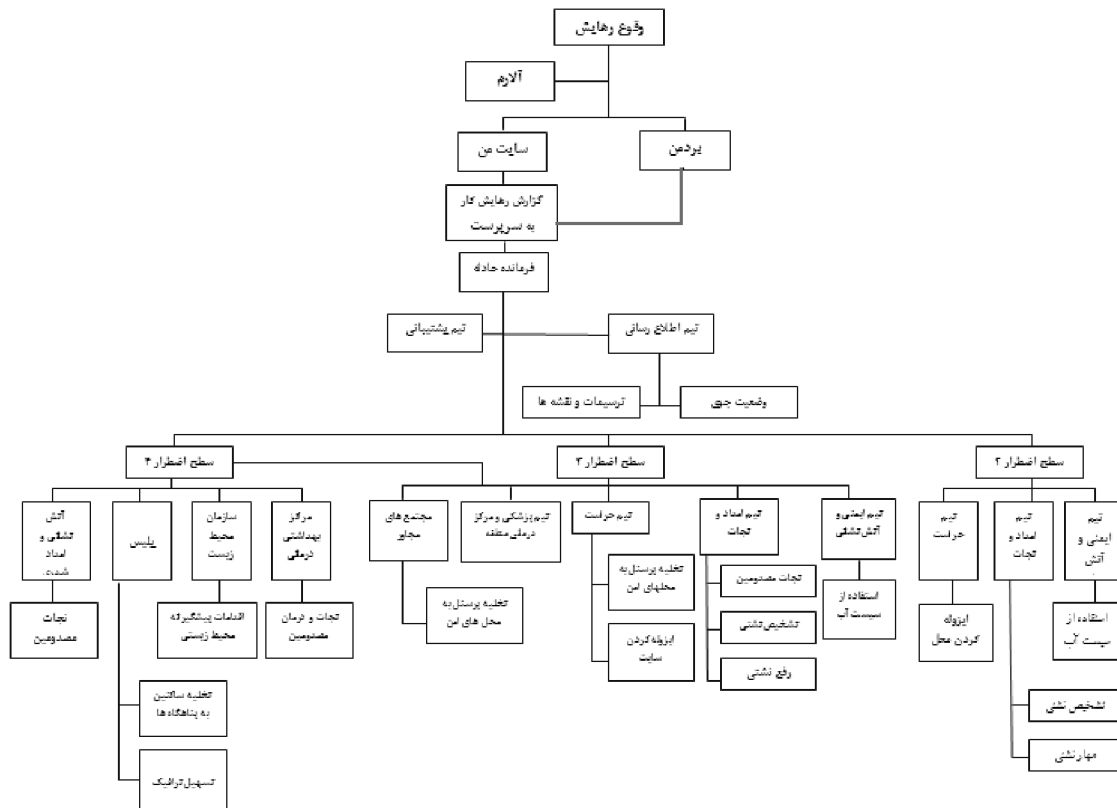 وقوع رهایش
آلارم
سایت من
بردمن
گزارش رهایش کار
به سرپرست
فرمانده حادثه
تیم پشتیبانی
تیم اطلاع رسانی
ترسیمات و نقشه ها
وضعیت جوی
سطح اضطرار ۲
سطح اضطرار ۳
سطح اضطرار ۴
تیم
ایمنی و
آتش
تیم
امداد و
نجات
تیم
حراست
استفاده از
سیست آب
ایزوله
کردن محل
تشخیص نشتی
مهار نشتی
تیم ایمنی و
آتش نشانی
تیم امداد و
نجات
تیم حراست
تیم پزشکی و مرکز
درمانی منطقه
مجتمع های
مجاور
استفاده از
سیست آب
نجات مصدومین
تشخیص نشتی
رفع نشتی
تخلیه پرسنل به
محلهای امن
ایزوله کردن
سایت
تخلیه پرسنل به
محل های امن
مرکز
بهداشتی
درمانی
سازمان
محیط
زیست
پلیس
آتش
نشانی و
امداد
شهری
نجات و درمان
مصدومین
اقدامات پیشگیرانه
محیط زیستی
نجات
مصدومین
تخلیه ساکنین
به پناهگاه ها
تسهیل ترافیک